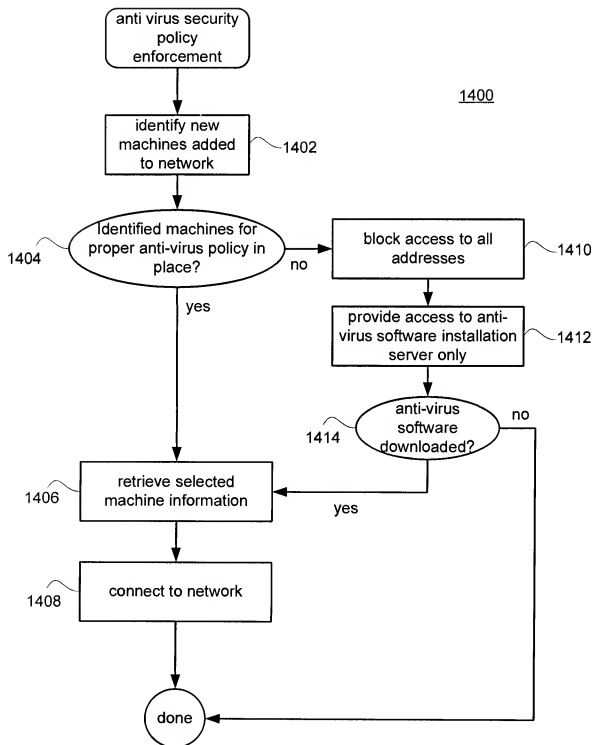 anti virus security
policy
enforcement
1400
identify new
machines added
to network
1402
Identified machines for
proper anti-virus policy in
place?
1404
no
block access to all
addresses
1410
yes
provide access to anti-
virus software installation
server only
1412
anti-virus
software
downloaded?
1414
no
retrieve selected
machine information
1406
yes
connect to network
1408
done